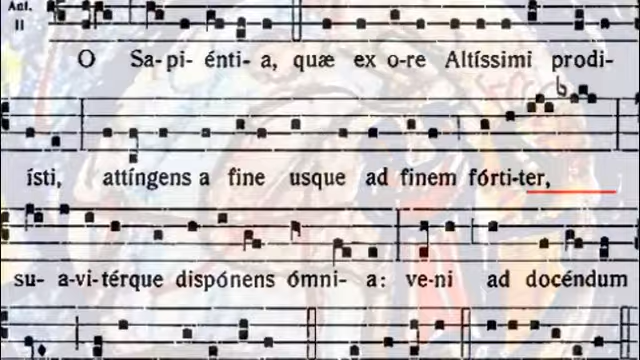 Ant.
II
O Sa-pi- énti- a, quæ ex o-re Altíssimi prodi-
ísti, attíngens a fine usque ad finem fórti-ter,
su- a-vi-térque dispónens ómni- a: ve-ni ad docéndum